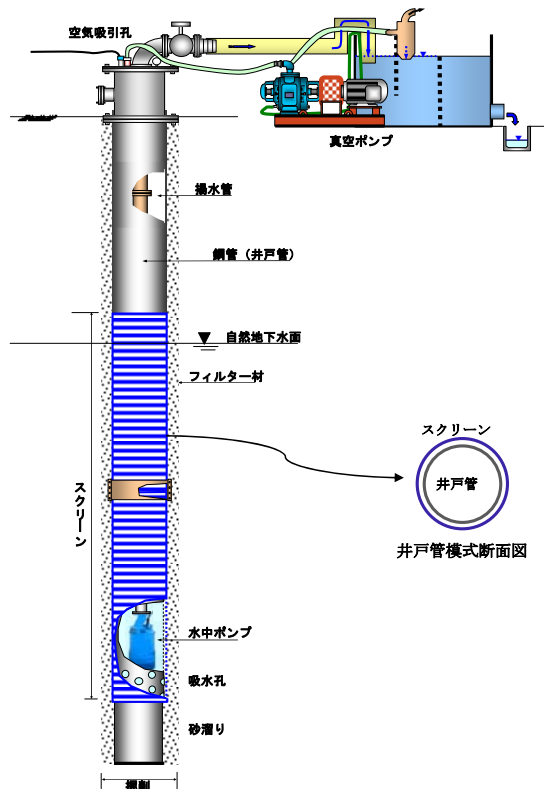 空気吸引孔
真空ポンプ
揚水管
鋼管（井戸管）
自然地下水面
フィルター材
スクリーン
スクリーン
井戸管
井戸管模式断面図
水中ポンプ
吸水孔
砂溜り
掘削